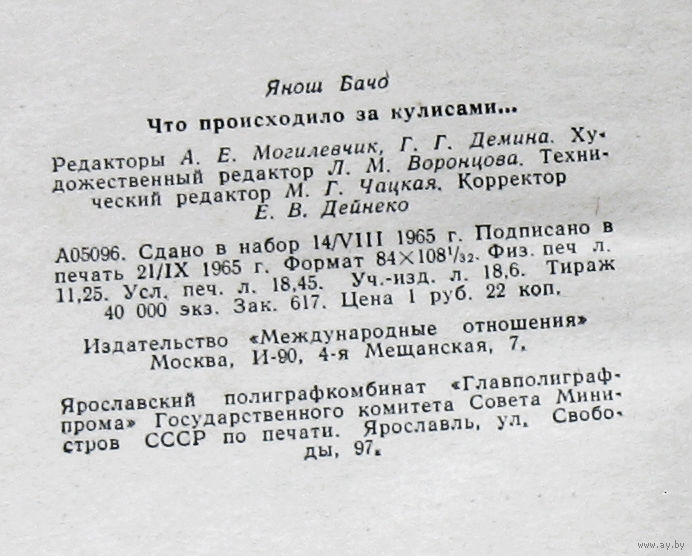 Янош Бачо
Что происходило за кулисами...
Редакторы А. Е. Могилевчик, Г. Г. Демина. Ху-
дожественный редактор Л. М. Воронцова. Техни-
ческий редактор М. Г. Чацкая. Корректор
Е. В. Дейнеко
А05096. Сдано в набор 14/VIII 1965 г. Подписано в
печать 21/IX 1965 г. Формат 84×108¹/₃₂. Физ. печ л.
11,25. Усл. печ. л. 18,45. Уч.-изд. л. 18,6. Тираж
40 000 экз. Зак. 617. Цена 1 руб. 22 коп.
Издательство «Международные отношения»
Москва, И-90, 4-я Мещанская, 7.
Ярославский полиграфкомбинат «Главполиграф-
прома» Государственного комитета Совета Мини-
стров СССР по печати. Ярославль, ул. Свобо-
ды, 97.
www.ay.by